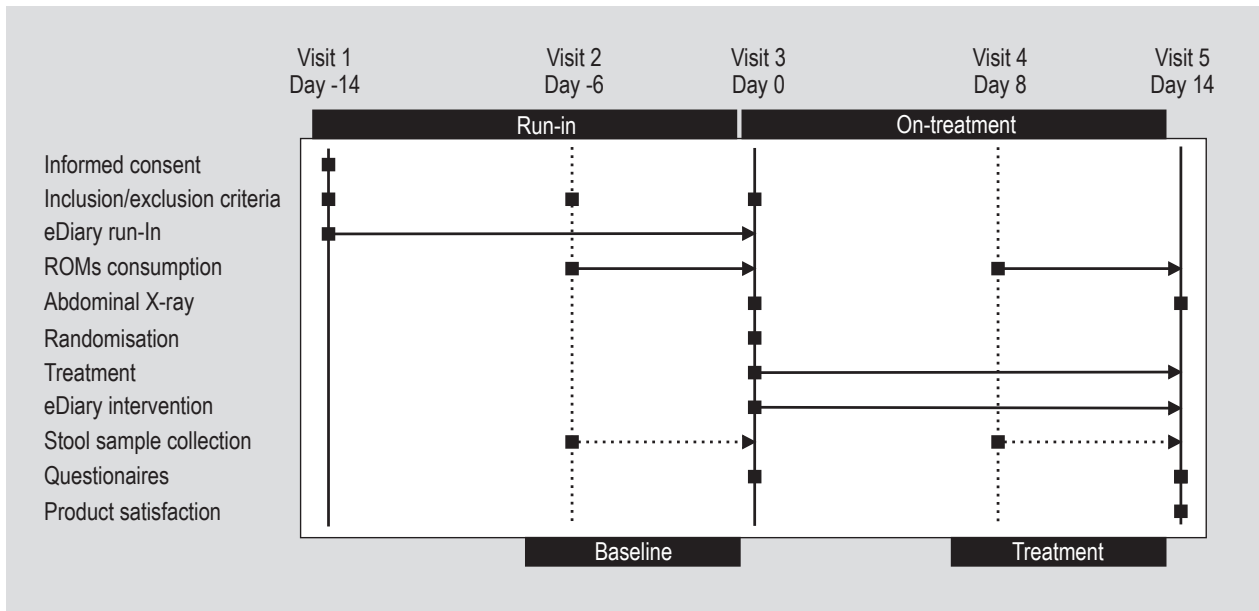 Visit 1
Day -14
Visit 2
Day -6
Visit 3
Day 0
Visit 4
Day 8
Visit 5
Day 14
Run-in
On-treatment
Informed consent
Inclusion/exclusion criteria
eDiary run-In
ROMs consumption
Abdominal X-ray
Randomisation
Treatment
eDiary intervention
Stool sample collection
Questionaires
Product satisfaction
Baseline
Treatment